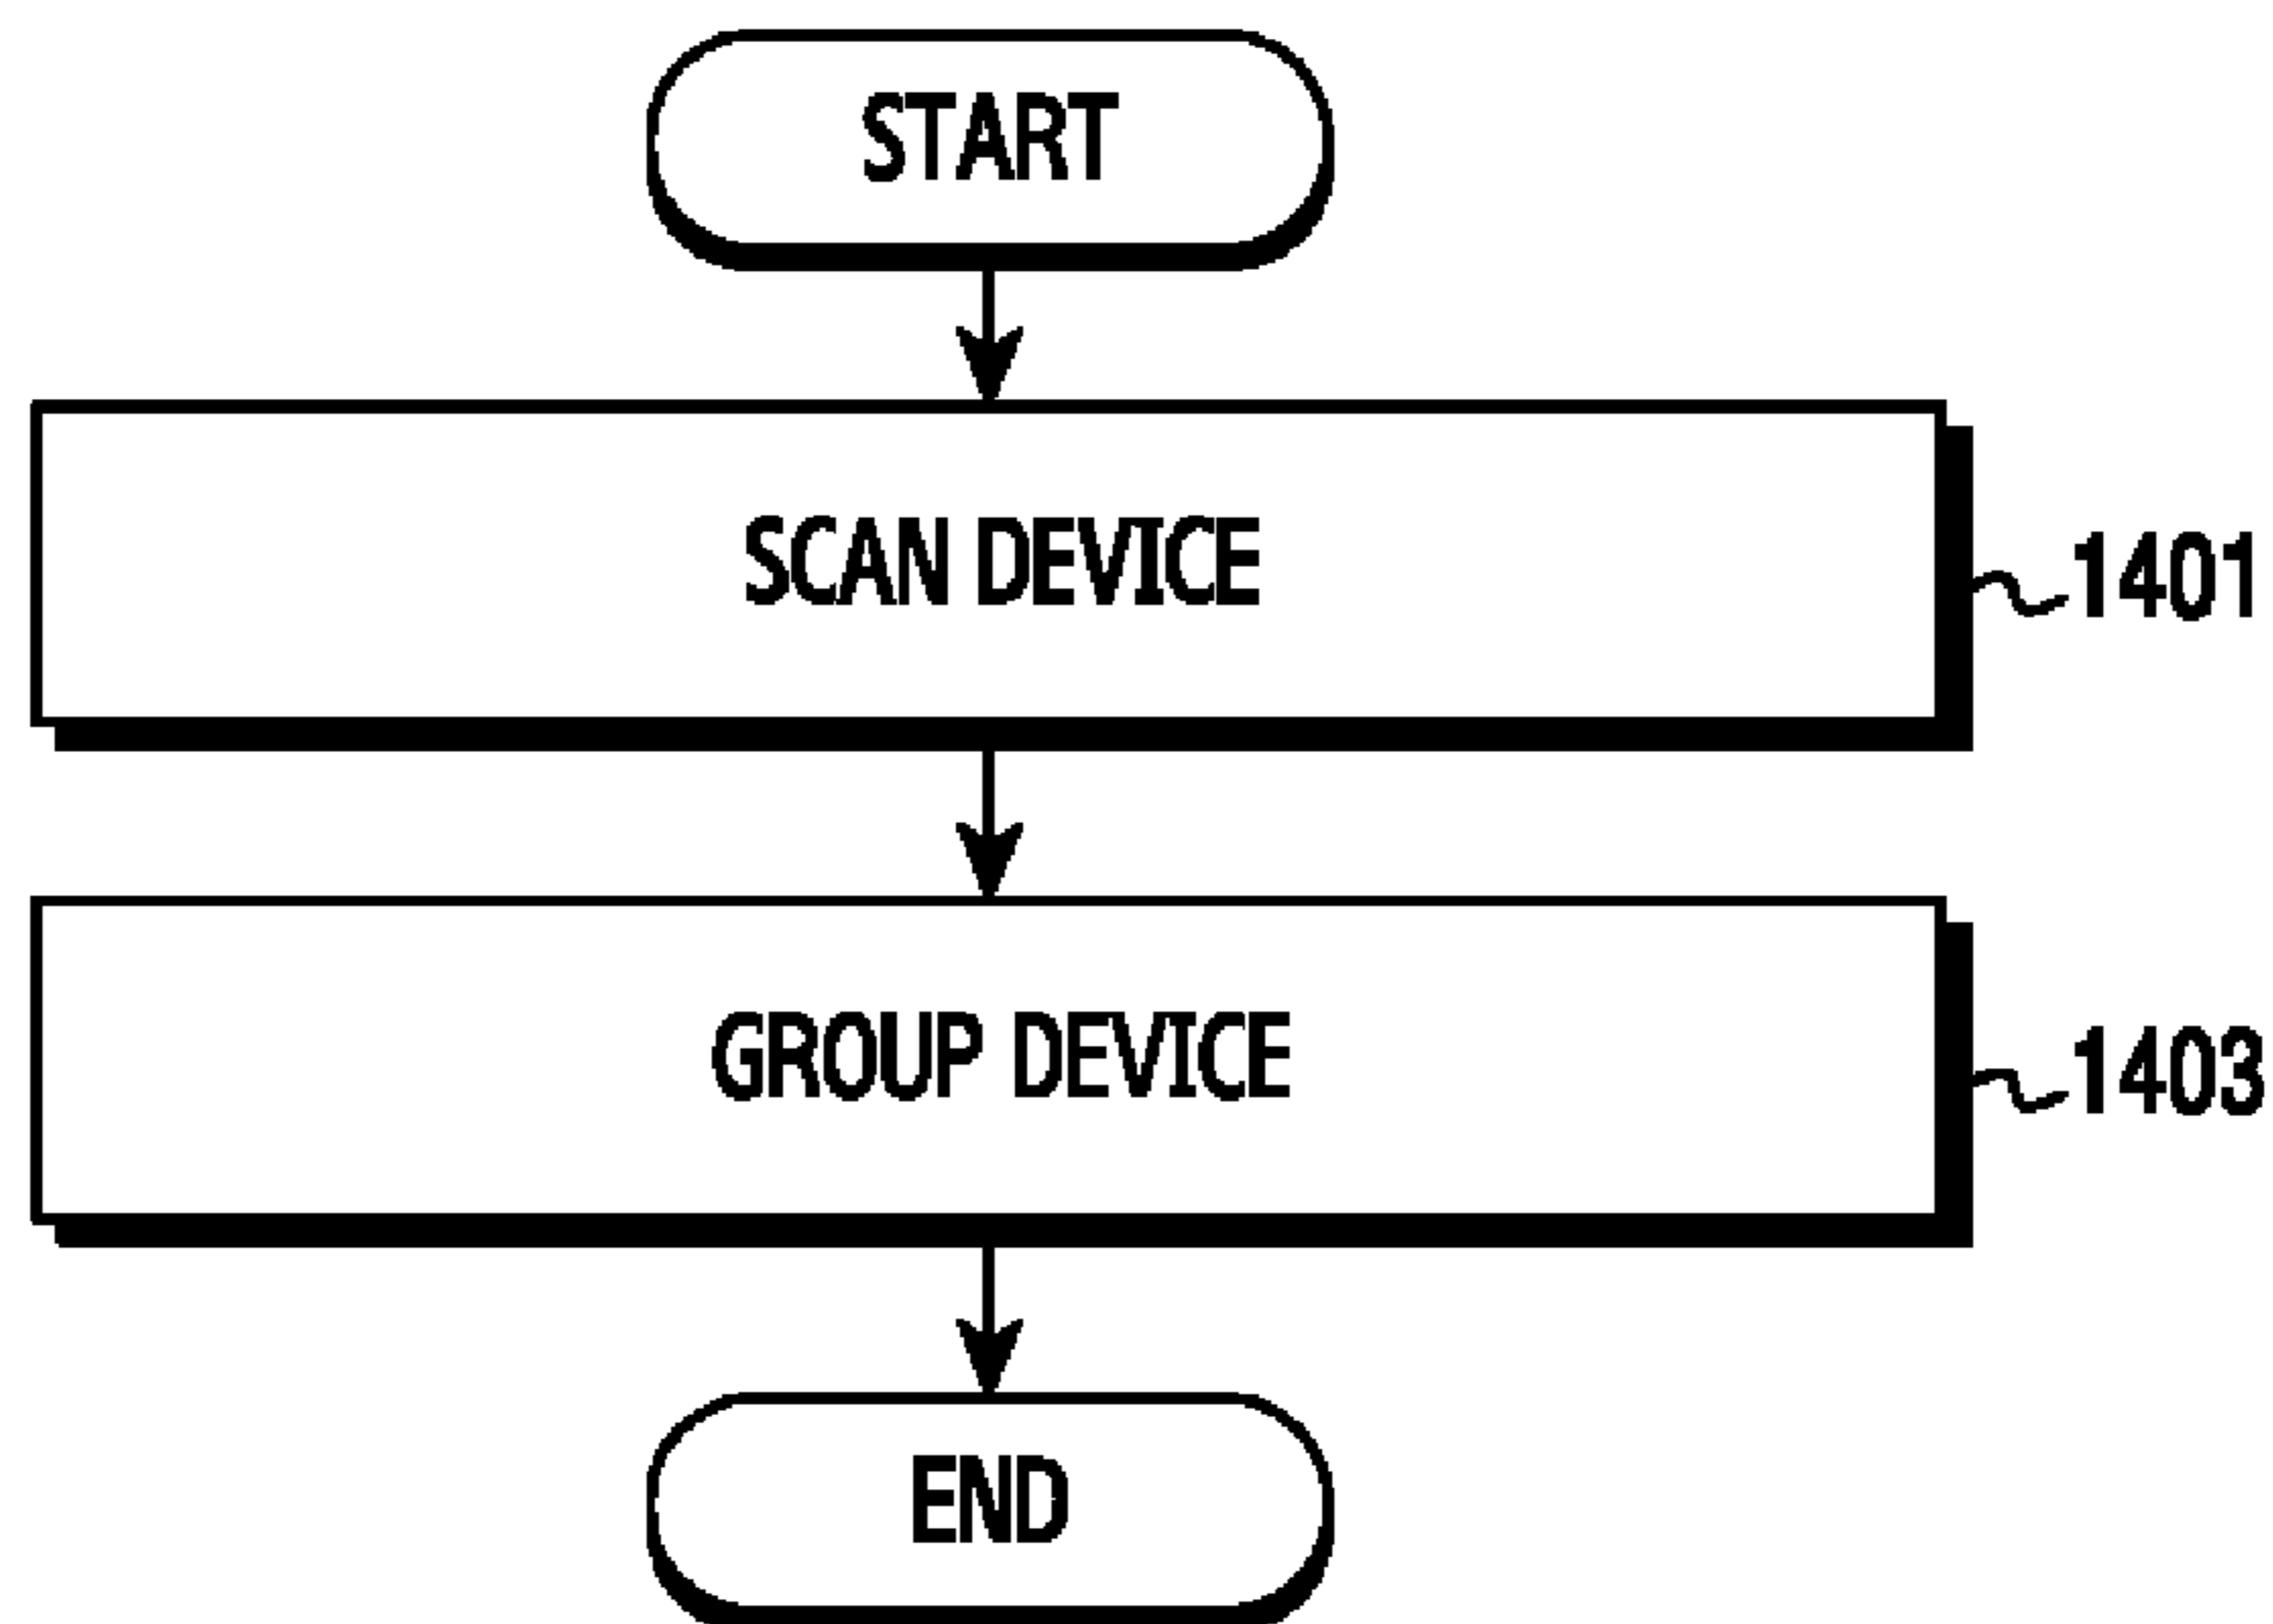 START
SCAN DEVICE
1401
GROUP DEVICE
1403
END